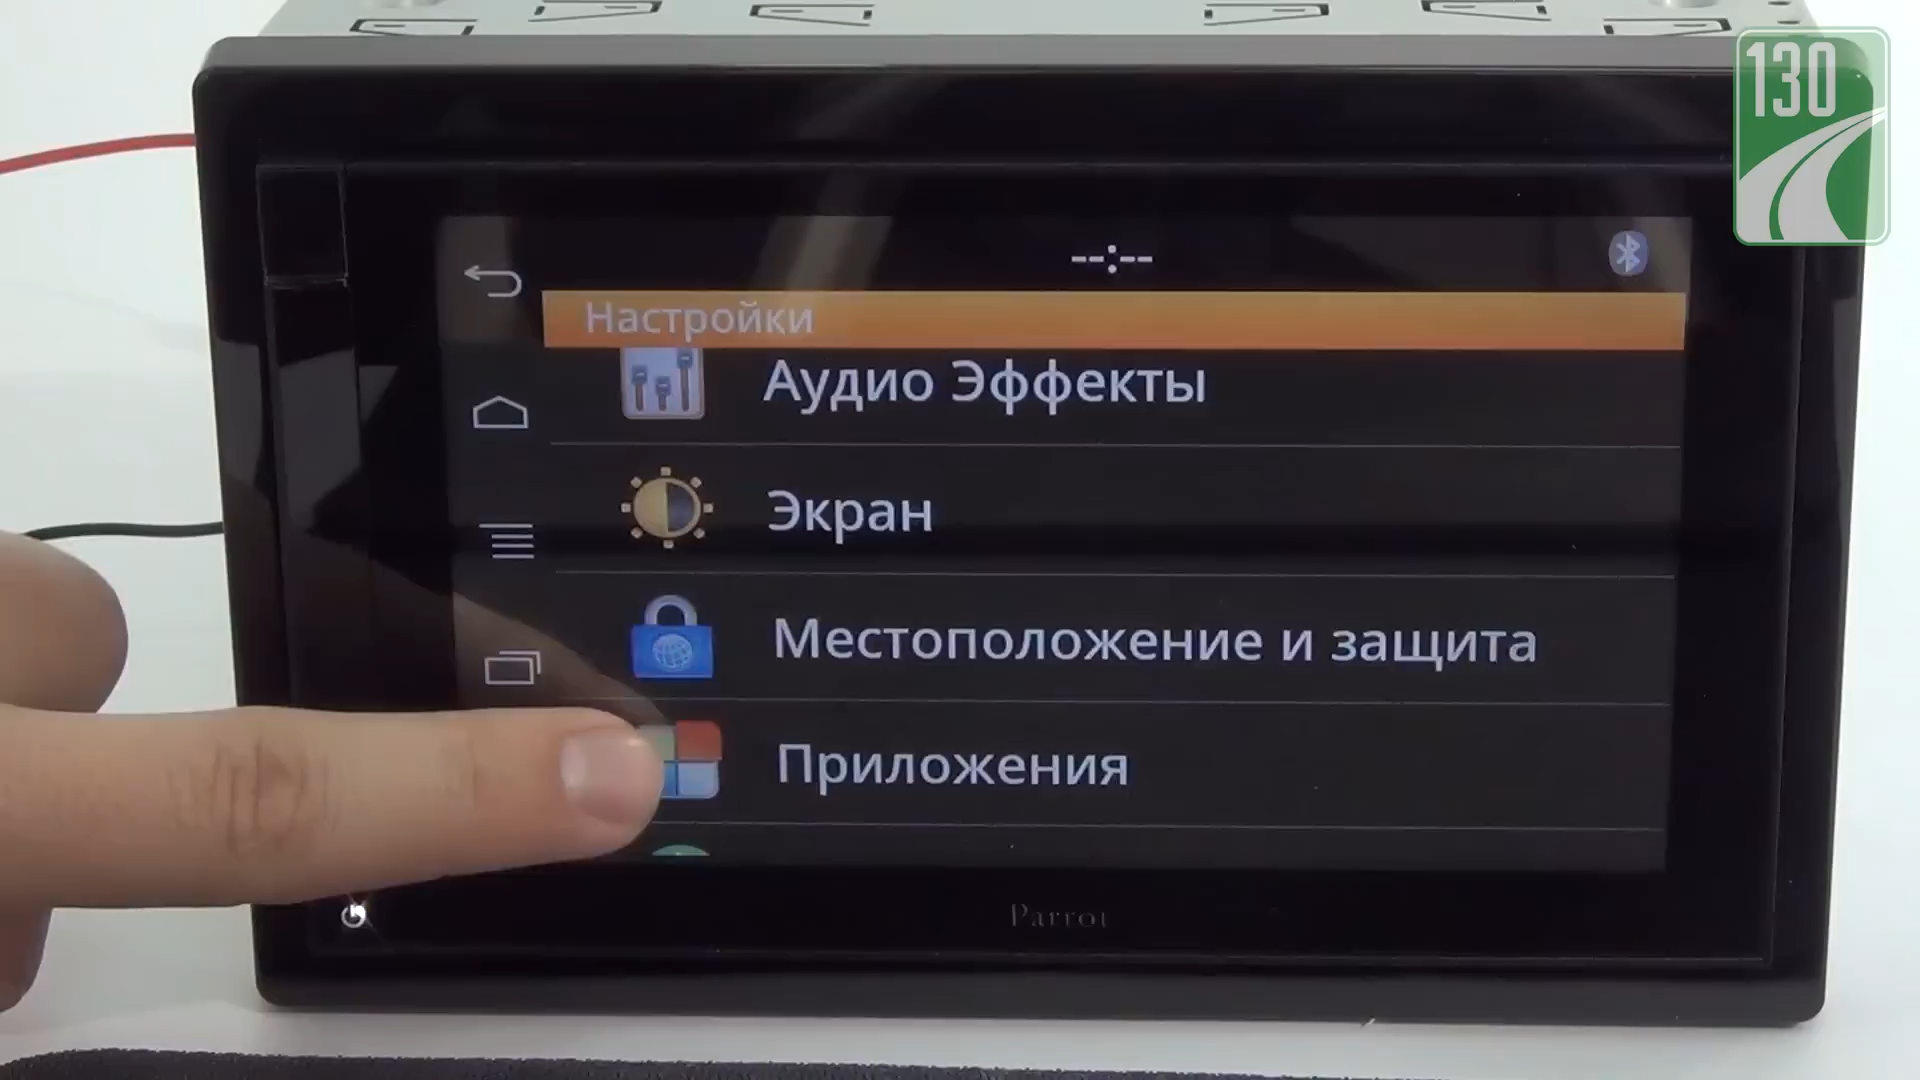 130
--:--
Настройки
Аудио Эффекты
Экран
Местоположение и защита
Приложения
Parrot